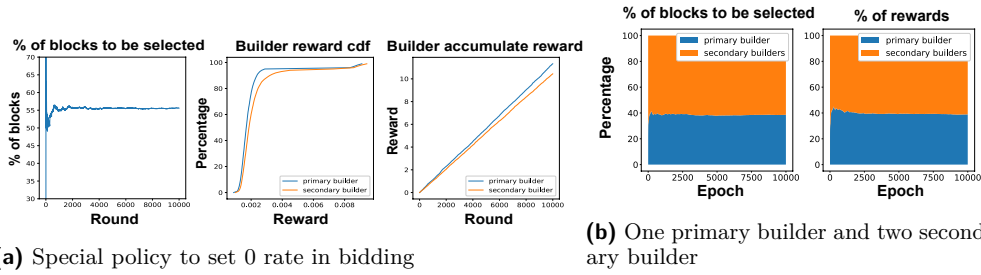 % of blocks to be selected
% of blocks
70
65
60
55
50
45
40
35
30
0 2000 4000 6000 8000 10000
Round
Builder reward cdf
Percentage
100
80
60
40
20
0
0.002 0.004 0.006 0.008
Reward
primary builder
secondary builder
Builder accumulate reward
Reward
10
8
6
4
2
0
0 2000 4000 6000 8000 10000
Round
primary builder
secondary builder
(a) Special policy to set 0 rate in bidding
% of blocks to be selected
Percentage
100
80
60
40
20
0
primary builder
secondary builders
0 2500 5000 7500 10000
Epoch
% of rewards
100
80
60
40
20
0
primary builder
secondary builders
0 2500 5000 7500 10000
Epoch
(b) One primary builder and two second-
ary builder